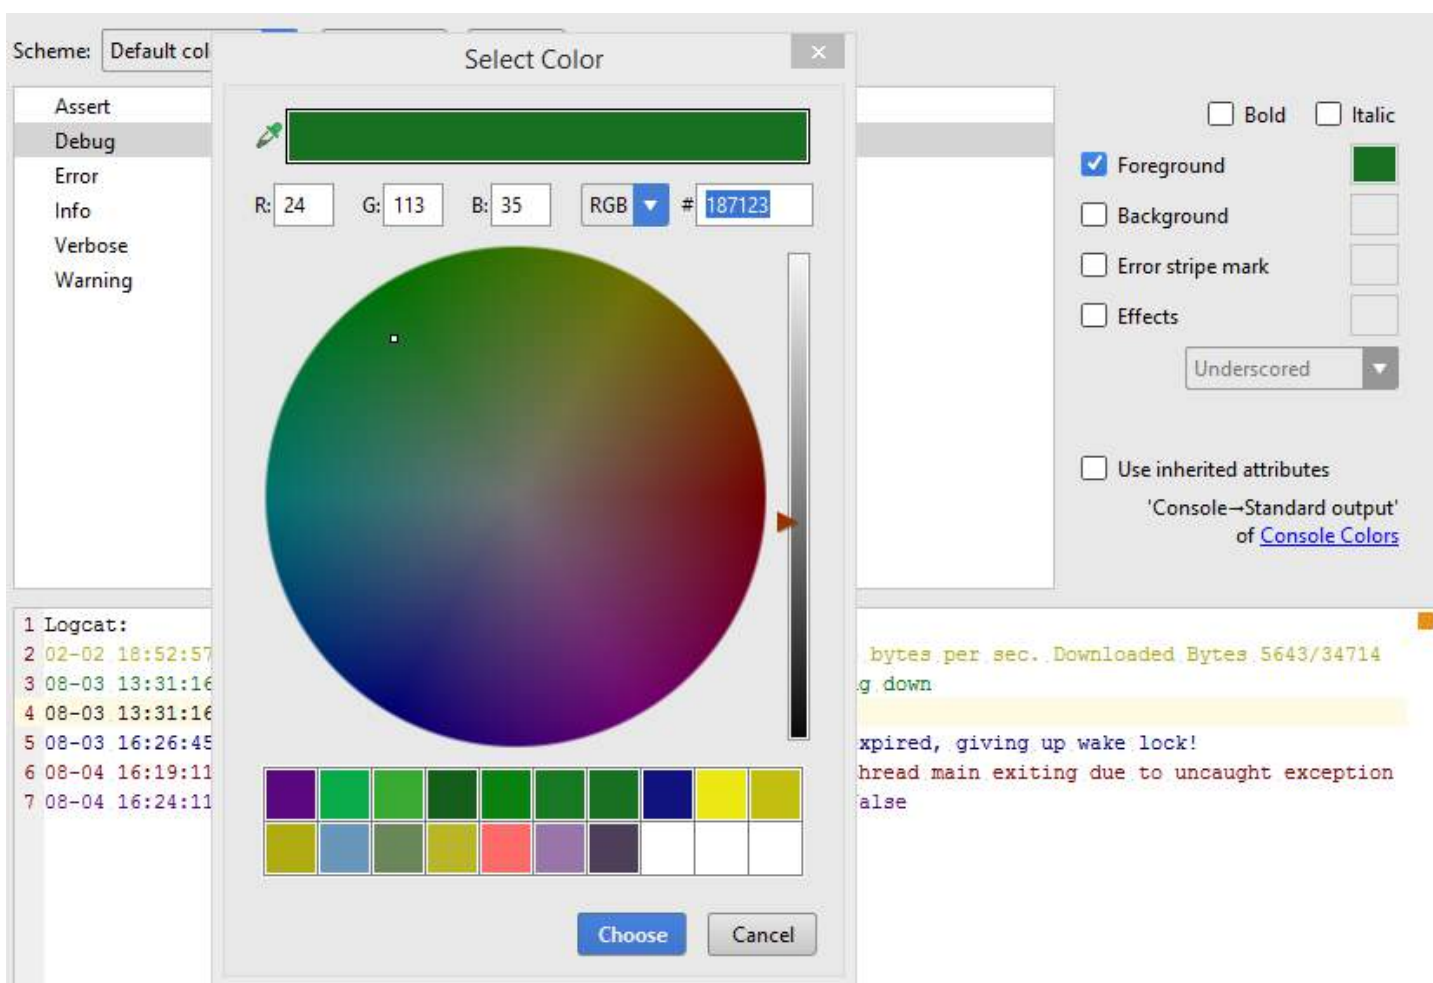 Scheme: Default col
Select Color
Assert
Debug
Error
Info
Verbose
Warning
R: 24 G: 113 B: 35 RGB # 187123
Bold Italic
Foreground
Background
Error stripe mark
Effects
Underscored
Use inherited attributes
'Console→Standard output'
of Console Colors
1 Logcat:
2 02-02 18:52:57 bytes per sec. Downloaded Bytes 5643/34714
3 08-03 13:31:16 g down
4 08-03 13:31:16
5 08-03 16:26:45 xpired, giving up wake lock!
6 08-04 16:19:11 hread main exiting due to uncaught exception
7 08-04 16:24:11 alse
Choose Cancel